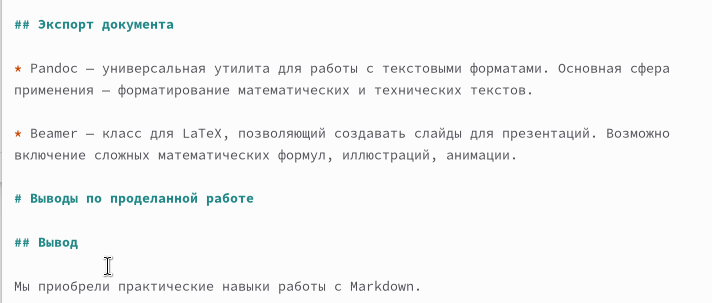 ## Экспорт документа
* Pandoc — универсальная утилита для работы с текстовыми форматами. Основная сфера
применения — форматирование математических и технических текстов.
* Beamer — класс для LaTeX, позволяющий создавать слайды для презентаций. Возможно
включение сложных математических формул, иллюстраций, анимации.
# Выводы по проделанной работе
## Вывод
Мы приобрели практические навыки работы с Markdown.